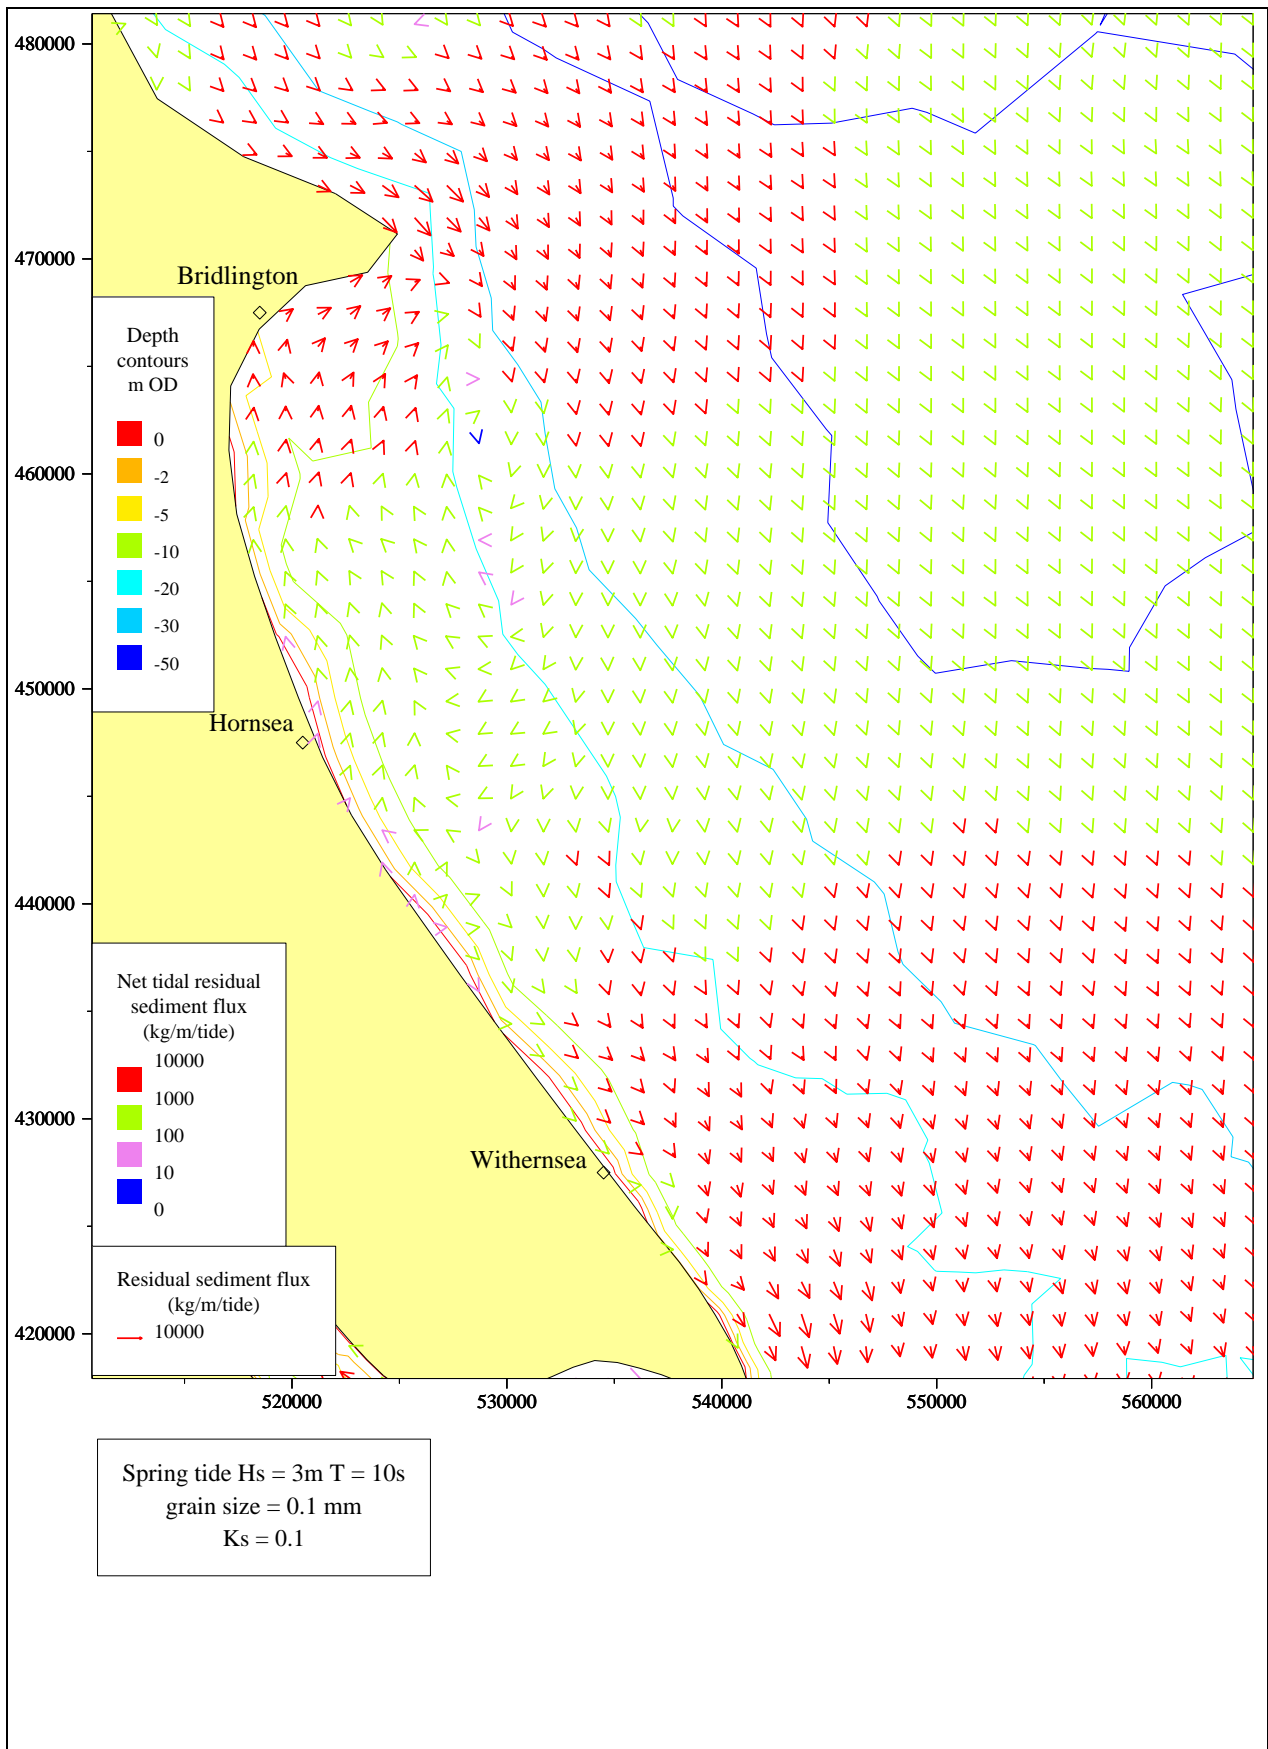 480000
470000
460000
450000
440000
430000
420000
Bridlington
Depth
contours
m OD
0
-2
-5
-10
-20
-30
-50
Hornsea
Net tidal residual
sediment flux
(kg/m/tide)
10000
1000
100
10
0
Withernsea
Residual sediment flux
(kg/m/tide)
10000
520000 530000 540000 550000 560000
Spring tide Hs = 3m T = 10s
grain size = 0.1 mm
Ks = 0.1